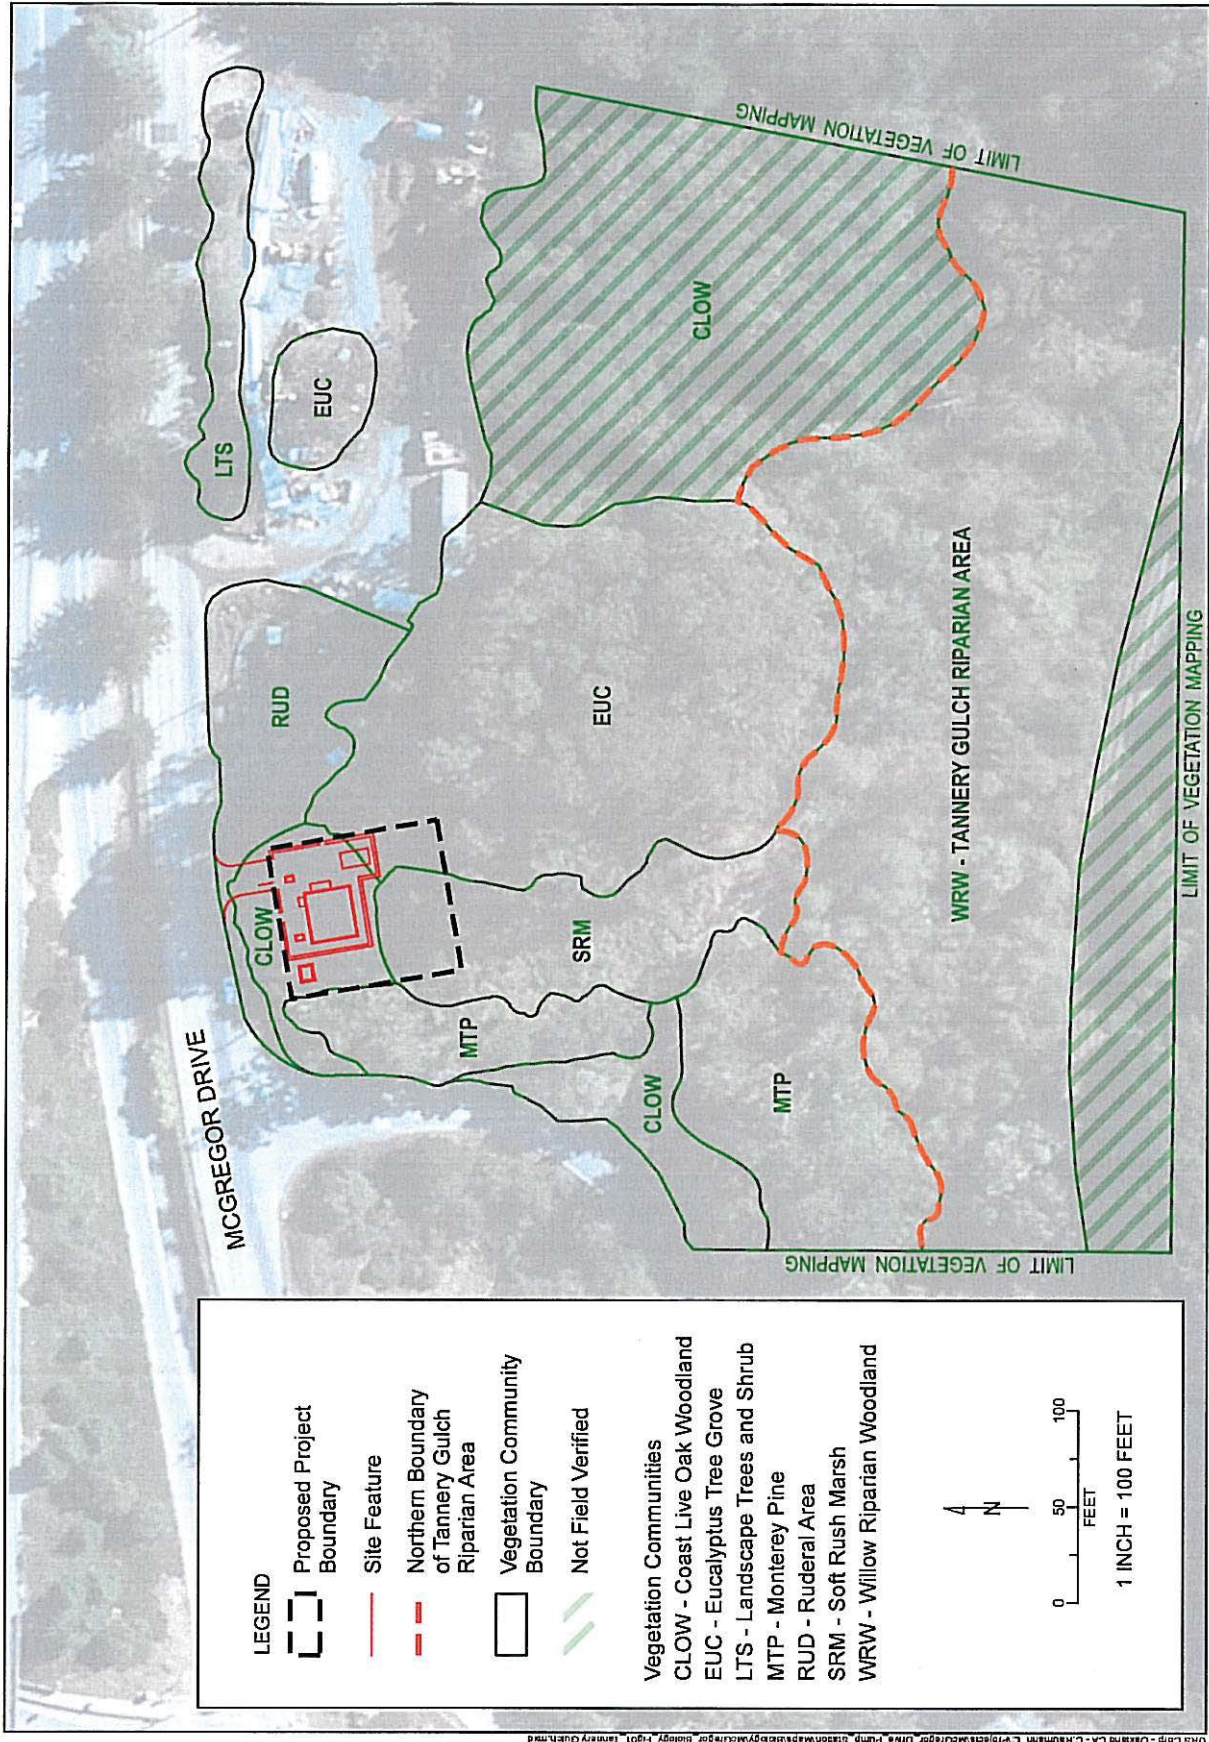 MCGREGOR DRIVE
LTS
EUC
RUD
CLOW
CLOW
MTP
SRM
EUC
CLOW
MTP
WRW - TANNERY GULCH RIPARIAN AREA
LIMIT OF VEGETATION MAPPING
LIMIT OF VEGETATION MAPPING
LIMIT OF VEGETATION MAPPING
LEGEND
Proposed Project
Boundary
Site Feature
Northern Boundary
of Tannery Gulch
Riparian Area
Vegetation Community
Boundary
Not Field Verified
Vegetation Communities
CLOW - Coast Live Oak Woodland
EUC - Eucalyptus Tree Grove
LTS - Landscape Trees and Shrub
MTP - Monterey Pine
RUD - Ruderal Area
SRM - Soft Rush Marsh
WRW - Willow Riparian Woodland
N
0 50 100
FEET
1 INCH = 100 FEET